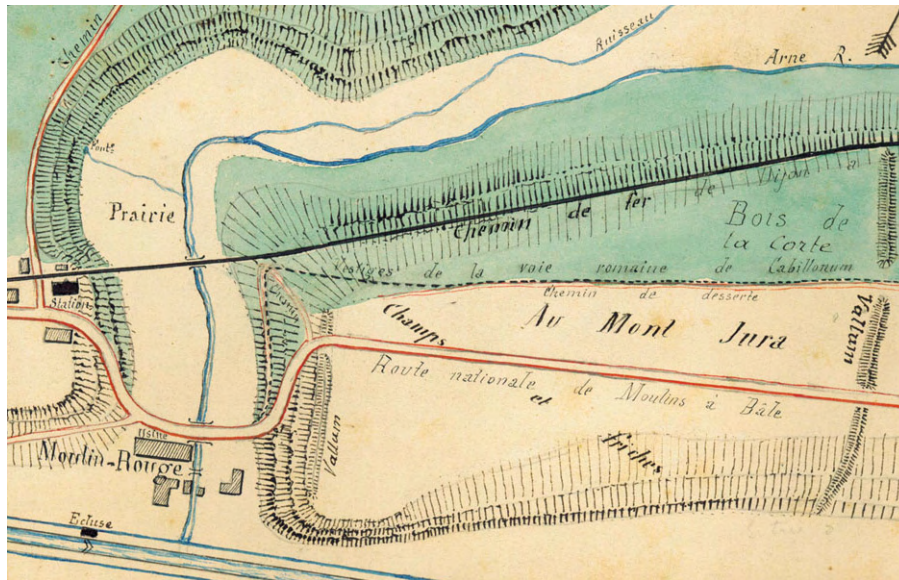 Chemin
Ruisseau
Arne R.
Font.
Prairie
Chemin de fer de Dijon à
Bois de
la Corte
Vestiges de la voie romaine de Cabillonum
Chemin de desserte
Station
Champs
Au Mont Jura
Vallum
Route nationale de Moulins à Bâle
et
Vallum
Friches
Usine
Moulin-Rouge
Ecluse